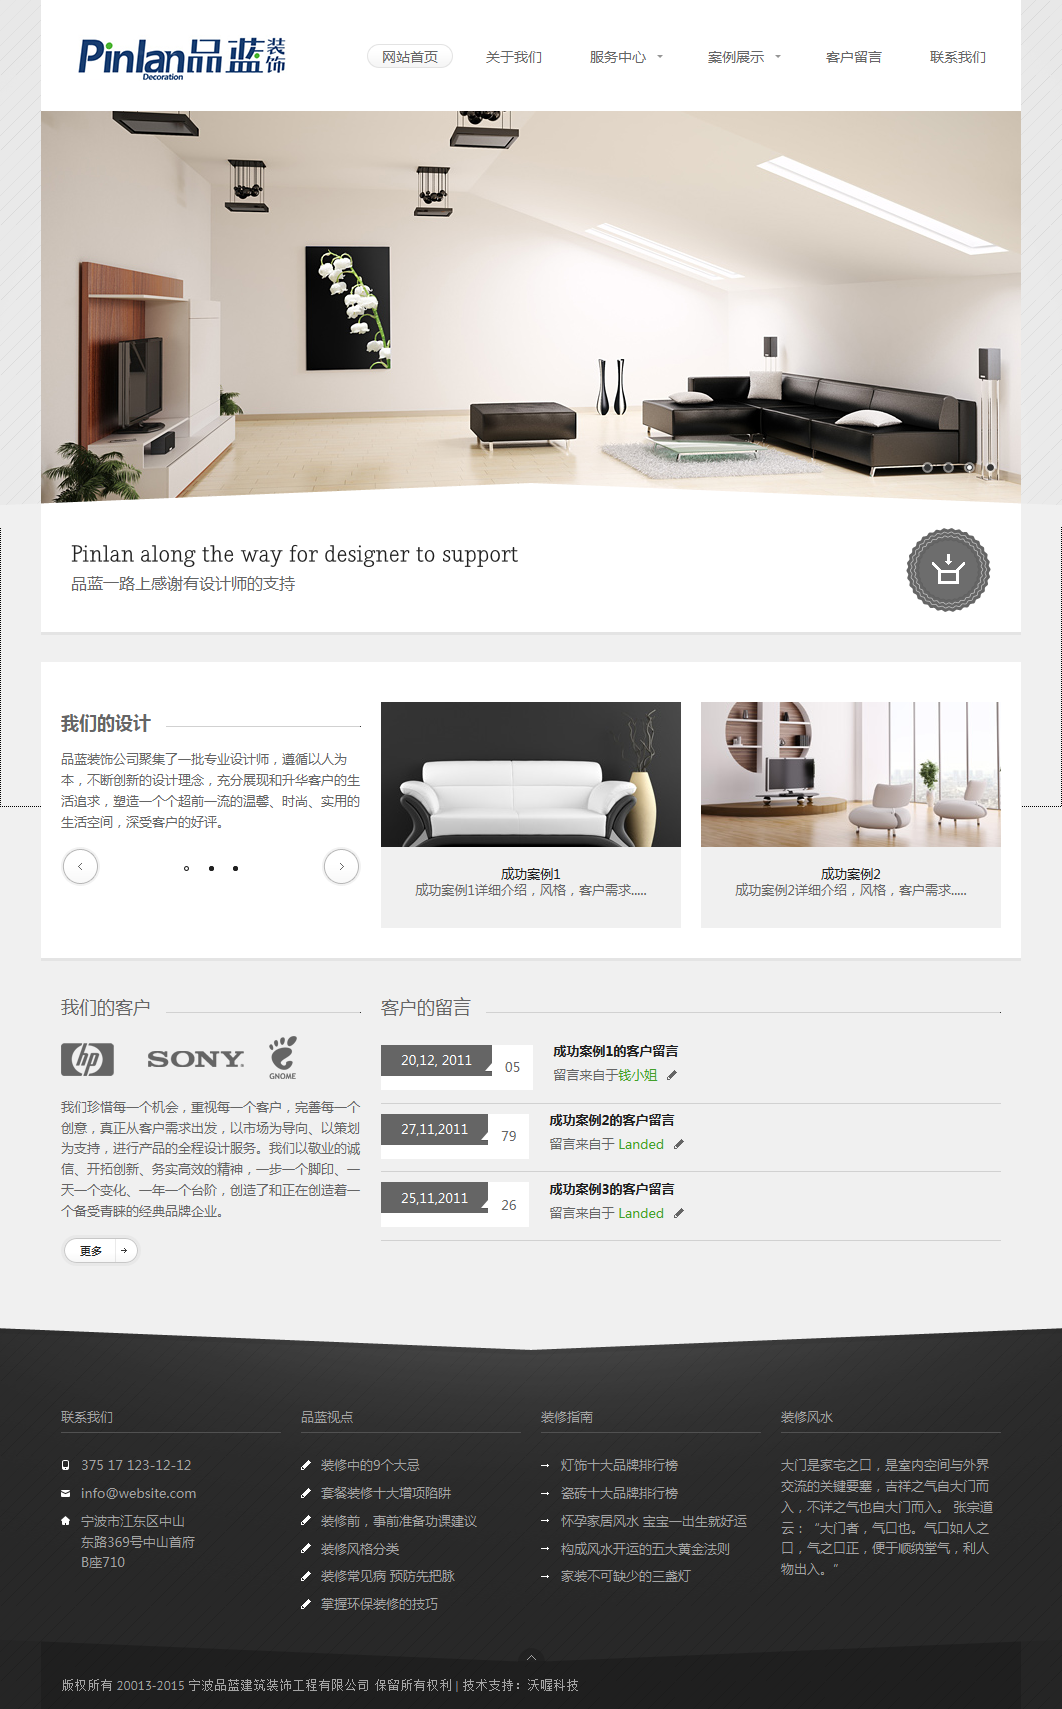 Pinlan品蓝装饰
Decoration
网站首页
关于我们
服务中心
案例展示
客户留言
联系我们
Pinlan along the way for designer to support
品蓝一路上感谢有设计师的支持
我们的设计
品蓝装饰公司聚集了一批专业设计师，遵循以人为
本，不断创新的设计理念，充分展现和升华客户的生
活追求，塑造一个个超前一流的温馨、时尚、实用的
生活空间，深受客户的好评。
成功案例1
成功案例1详细介绍，风格，客户需求.....
成功案例2
成功案例2详细介绍，风格，客户需求.....
我们的客户
hp
SONY
GNOME
我们珍惜每一个机会，重视每一个客户，完善每一个
创意，真正从客户需求出发，以市场为导向、以策划
为支持，进行产品的全程设计服务。我们以敬业的诚
信、开拓创新、务实高效的精神，一步一个脚印、一
天一个变化、一年一个台阶，创造了和正在创造着一
个备受青睐的经典品牌企业。
更多
客户的留言
20,12, 2011
05
成功案例1的客户留言
留言来自于钱小姐
27,11,2011
79
成功案例2的客户留言
留言来自于 Landed
25,11,2011
26
成功案例3的客户留言
留言来自于 Landed
联系我们
375 17 123-12-12
info@website.com
宁波市江东区中山
东路369号中山首府
B座710
品蓝视点
装修中的9个大忌
套餐装修十大增项陷阱
装修前，事前准备功课建议
装修风格分类
装修常见病 预防先把脉
掌握环保装修的技巧
装修指南
灯饰十大品牌排行榜
瓷砖十大品牌排行榜
怀孕家居风水 宝宝一出生就好运
构成风水开运的五大黄金法则
家装不可缺少的三盏灯
装修风水
大门是家宅之口，是室内空间与外界
交流的关键要塞，吉祥之气自大门而
入，不详之气也自大门而入。 张宗道
云：“大门者，气口也。气口如人之
口，气之口正，便于顺纳堂气，利人
物出入。”
版权所有 20013-2015 宁波品蓝建筑装饰工程有限公司 保留所有权利 | 技术支持：沃喔科技